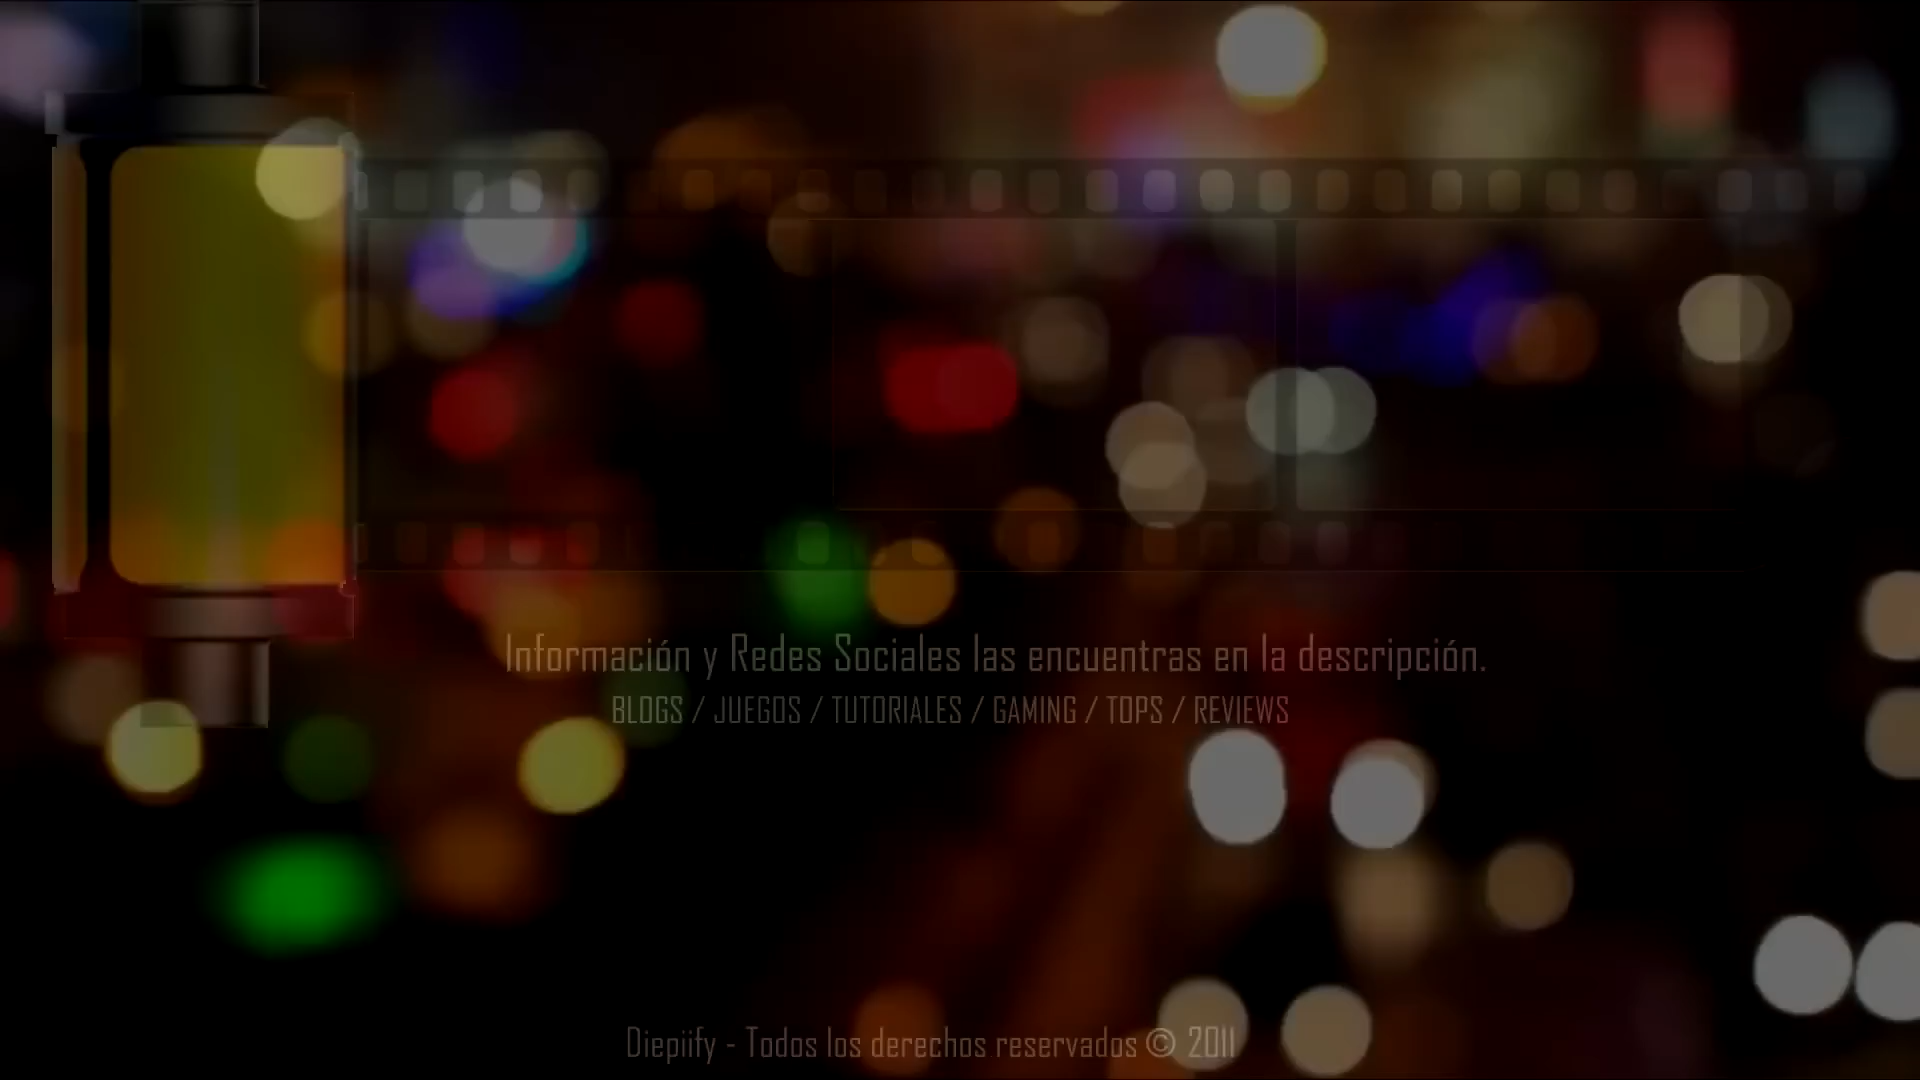 Información y Redes Sociales las encuentras en la descripción.
BLOGS / JUEGOS / TUTORIALES / GAMING / TOPS / REVIEWS
Diepiify - Todos los derechos reservados © 2011